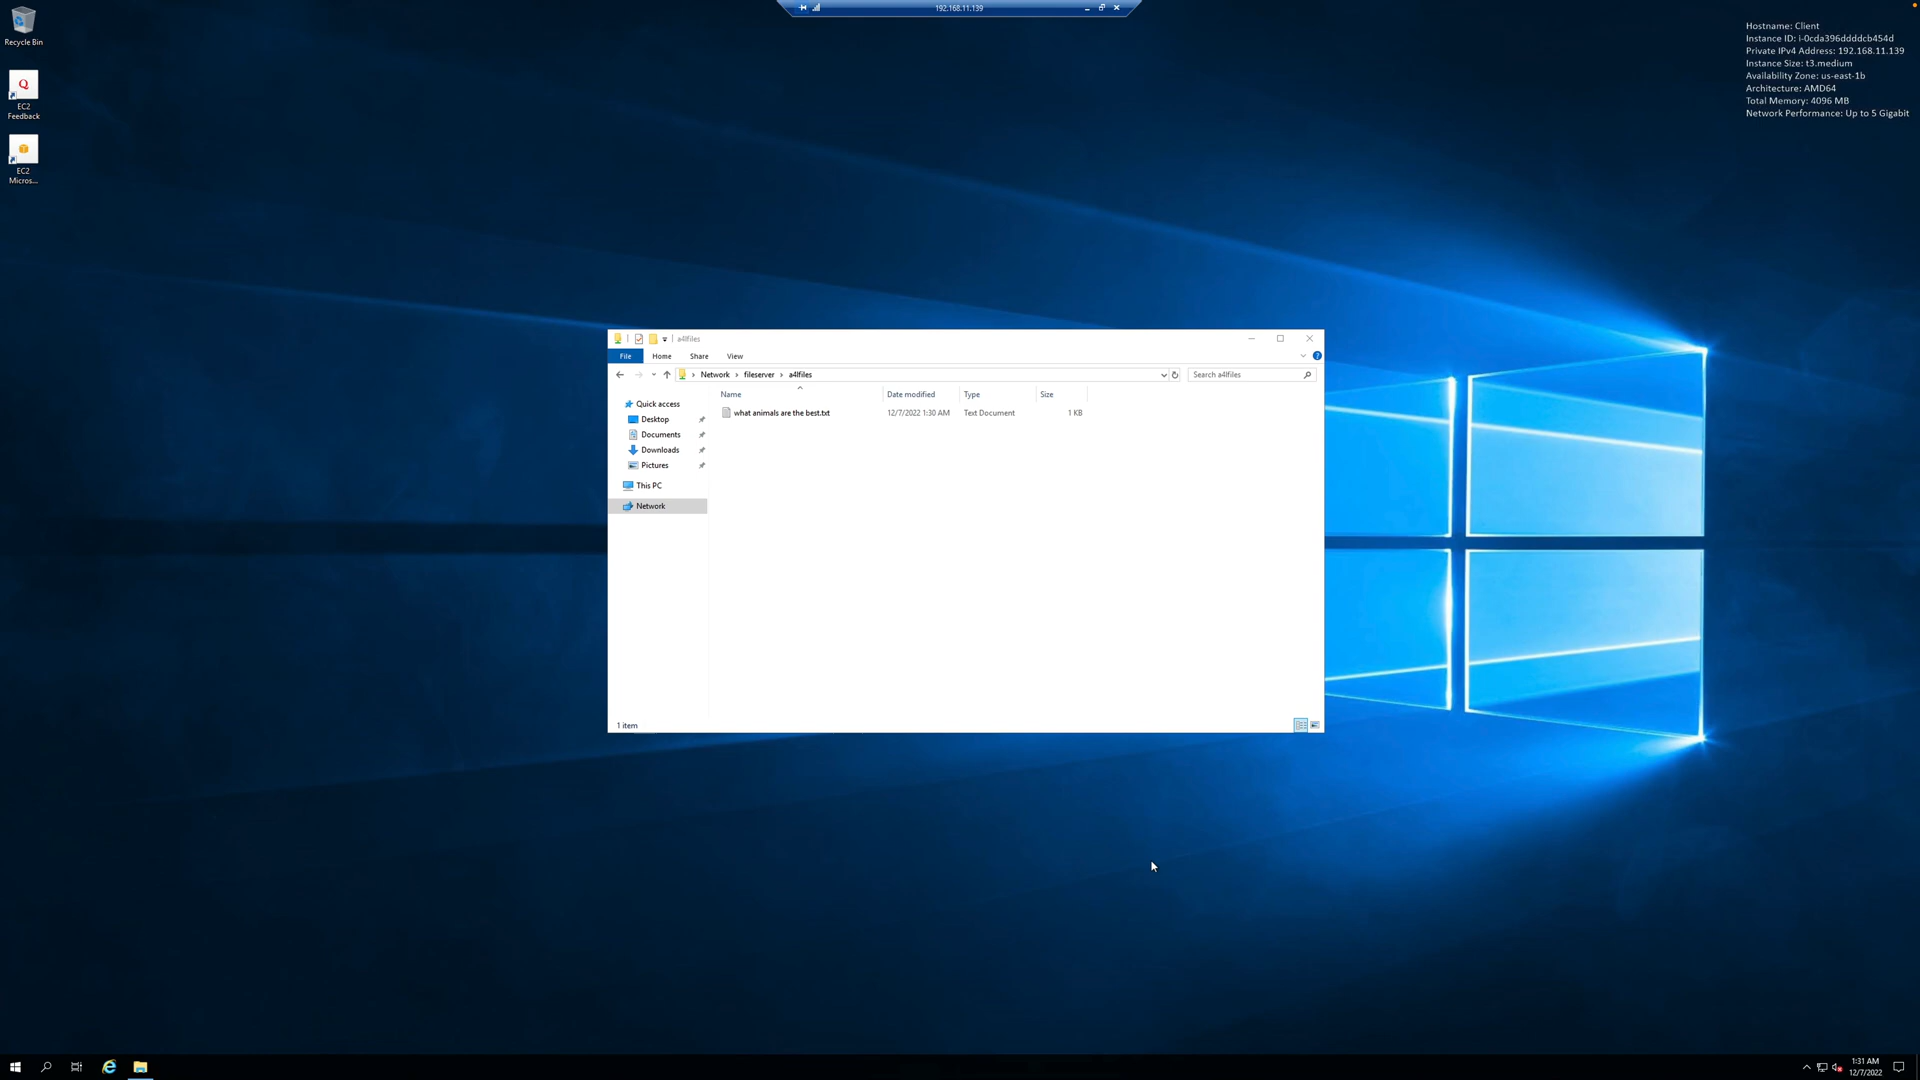 192.168.11.139
Recycle Bin
EC2
Feedback
EC2
Micros...
Hostname: Client
Instance ID: i-0cda396ddddcb454d
Private IPv4 Address: 192.168.11.139
Instance Size: t3.medium
Availability Zone: us-east-1b
Architecture: AMD64
Total Memory: 4096 MB
Network Performance: Up to 5 Gigabit
a4lfiles
File Home Share View
Network fileserver a4lfiles Search a4lfiles
Name Date modified Type Size
what animals are the best.txt 12/7/2022 1:30 AM Text Document 1 KB
Quick access
Desktop
Documents
Downloads
Pictures
This PC
Network
1 item
1:31 AM
12/7/2022